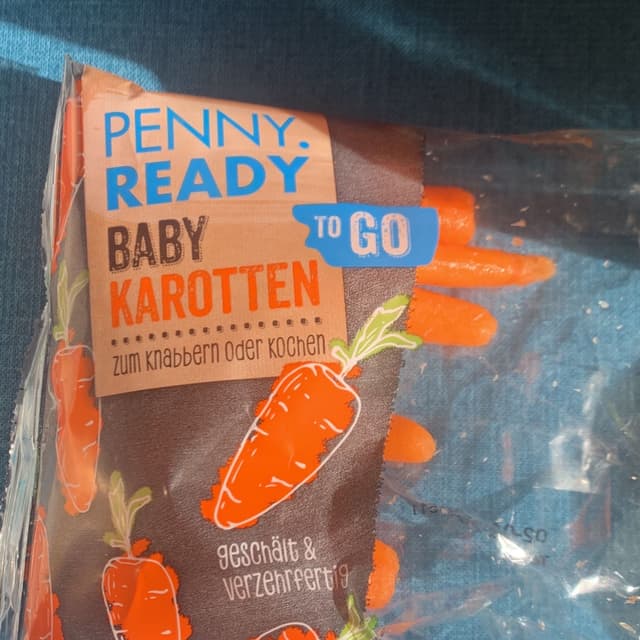 PENNY.
READY
TO GO
BABY
KAROTTEN
zum Knabbern oder Kochen
geschält &
verzehrfertig